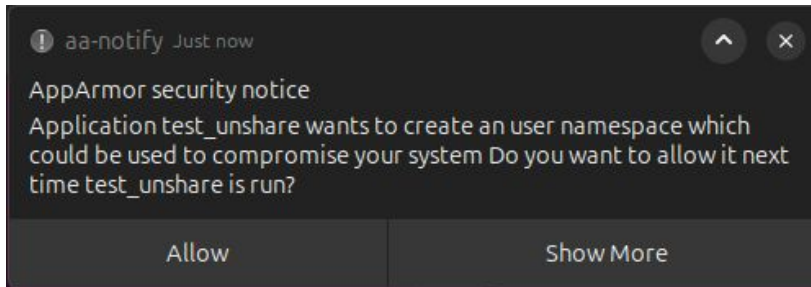 aa-notify Just now
AppArmor security notice
Application test_unshare wants to create an user namespace which
could be used to compromise your system Do you want to allow it next
time test_unshare is run?
Allow Show More